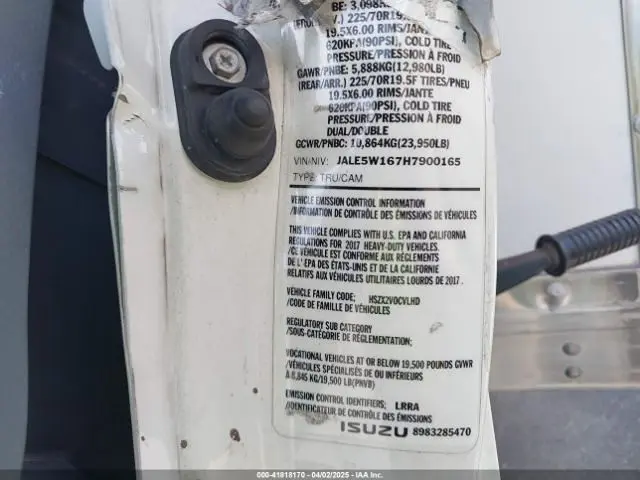 BE: 3,098K
225/70R19.
19.5X6.00 RIMS/JANTE
620KPA(90PSI), COLD TIRE
PRESSURE/PRESSION À FROID
GAWR/PNBE: 5,888KG(12,980LB)
(REAR/ARR.) 225/70R19.5F TIRES/PNEU
19.5X6.00 RIMS/JANTE
620KPA(90PSI), COLD TIRE
PRESSURE/PRESSION À FROID
DUAL/DOUBLE
GCWR/PNBC: 10,864KG(23,950LB)
VIN/NIV: JALE5W167H7900165
TYPE: TRU/CAM
VEHICLE EMISSION CONTROL INFORMATION
/INFORMATION DE CONTRÔLE DES ÉMISSIONS DE VÉHICULES
THIS VEHICLE COMPLIES WITH U.S. EPA AND CALIFORNIA
REGULATIONS FOR 2017 HEAVY-DUTY VEHICLES.
/CE VÉHICULE EST CONFORME AUX RÉGLEMENTS
DE L'EPA DES ÉTATS-UNIS ET DE LA CALIFORNIE
RELATIFS AUX VÉHICULES UTILITAIRES LOURDS DE 2017.
VEHICLE FAMILY CODE: HSZX2VOCVLHD
/CODE DE FAMILLE DE VÉHICULES
REGULATORY SUB CATEGORY
/SOUS-CATÉGORIE DE RÉGLEMENTATION:
VOCATIONAL VEHICLES AT OR BELOW 19,500 POUNDS GVWR
/VÉHICULES SPÉCIALISÉS DE OU INFÉRIEURS
À 8,845 KG/19,500 LB(PNVB)
EMISSION CONTROL IDENTIFIERS: LRRA
/IDENTIFICATEUR DE CONTRÔLE DES ÉMISSIONS
ISUZU 8983285470
000-41818170 | 04/02/2025 - IAA